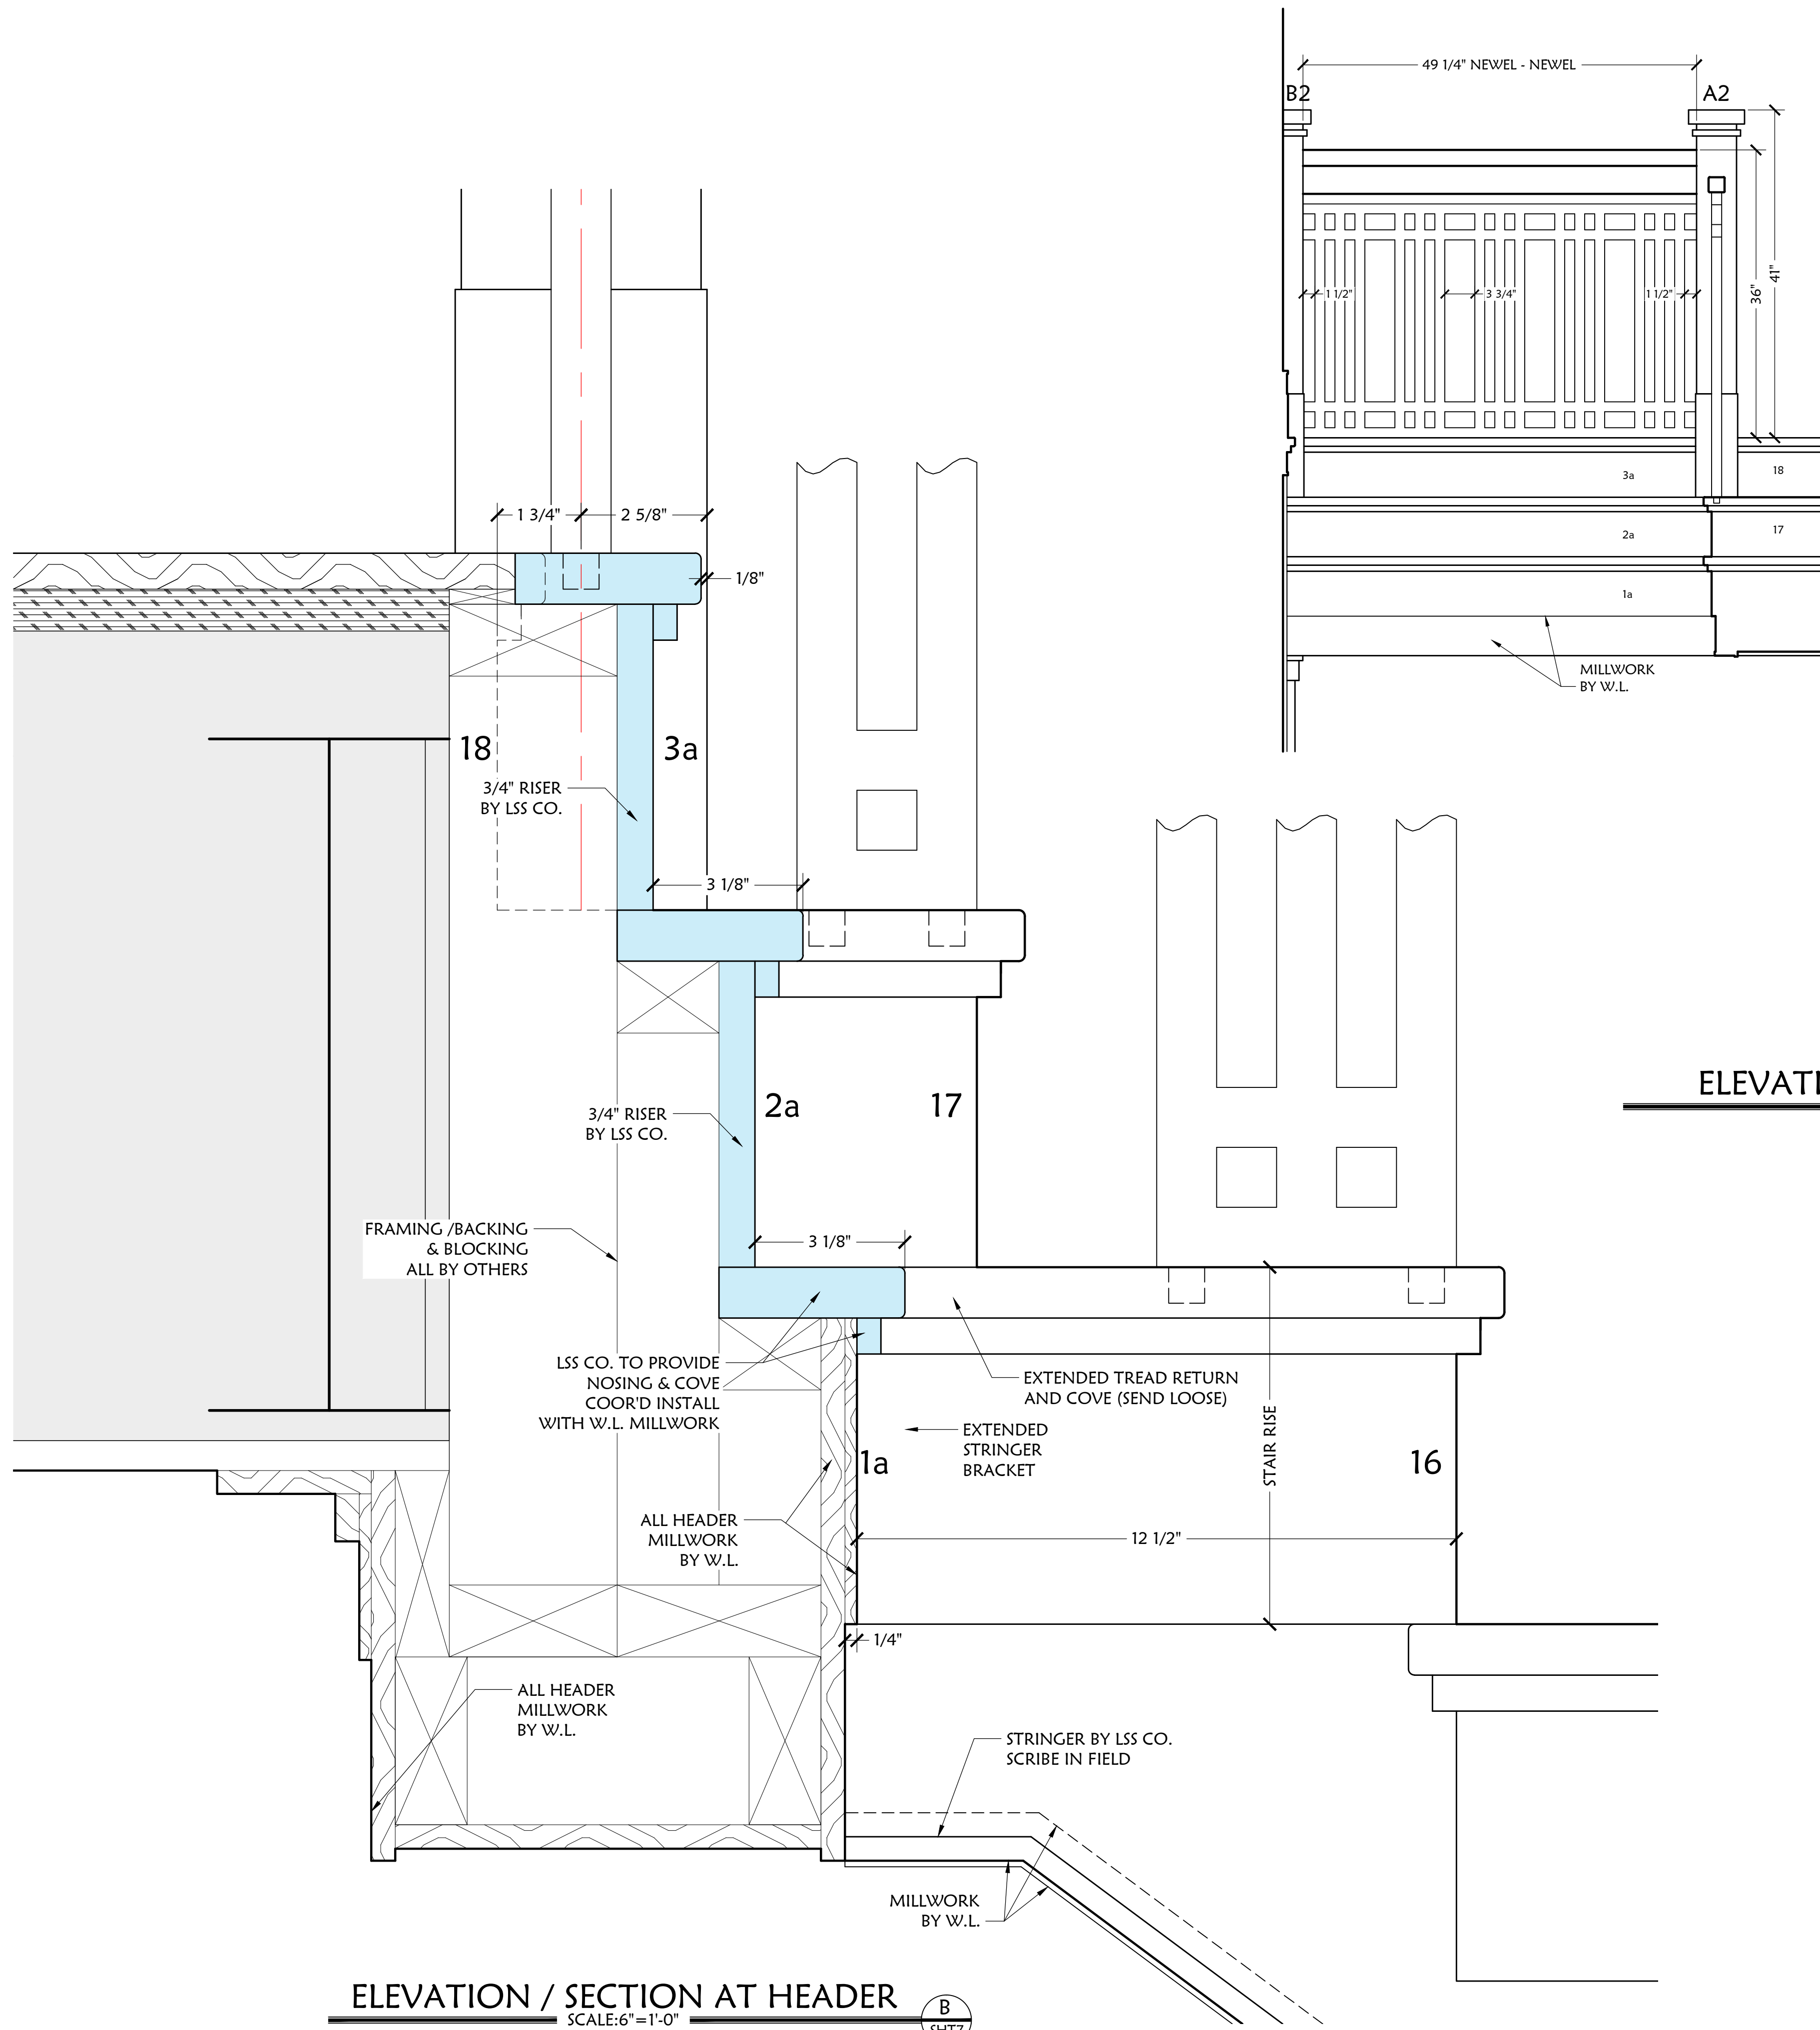 49 1/4" NEWEL - NEWEL
B2
A2
1 1/2"
3 3/4"
1 1/2"
36"
41"
3a
18
2a
17
1a
MILLWORK
BY W.L.
1 3/4"
2 5/8"
1/8"
18
3a
3/4" RISER
BY LSS CO.
3 1/8"
2a
17
3/4" RISER
BY LSS CO.
FRAMING /BACKING
& BLOCKING
ALL BY OTHERS
3 1/8"
LSS CO. TO PROVIDE
NOSING & COVE
COOR'D INSTALL
WITH W.L. MILLWORK
EXTENDED TREAD RETURN
AND COVE (SEND LOOSE)
EXTENDED
STRINGER
BRACKET
1a
STAIR RISE
16
ALL HEADER
MILLWORK
BY W.L.
12 1/2"
1/4"
ALL HEADER
MILLWORK
BY W.L.
STRINGER BY LSS CO.
SCRIBE IN FIELD
MILLWORK
BY W.L.
ELEVATI
ELEVATION / SECTION AT HEADER
SCALE:6"=1'-0"
B
SHT7